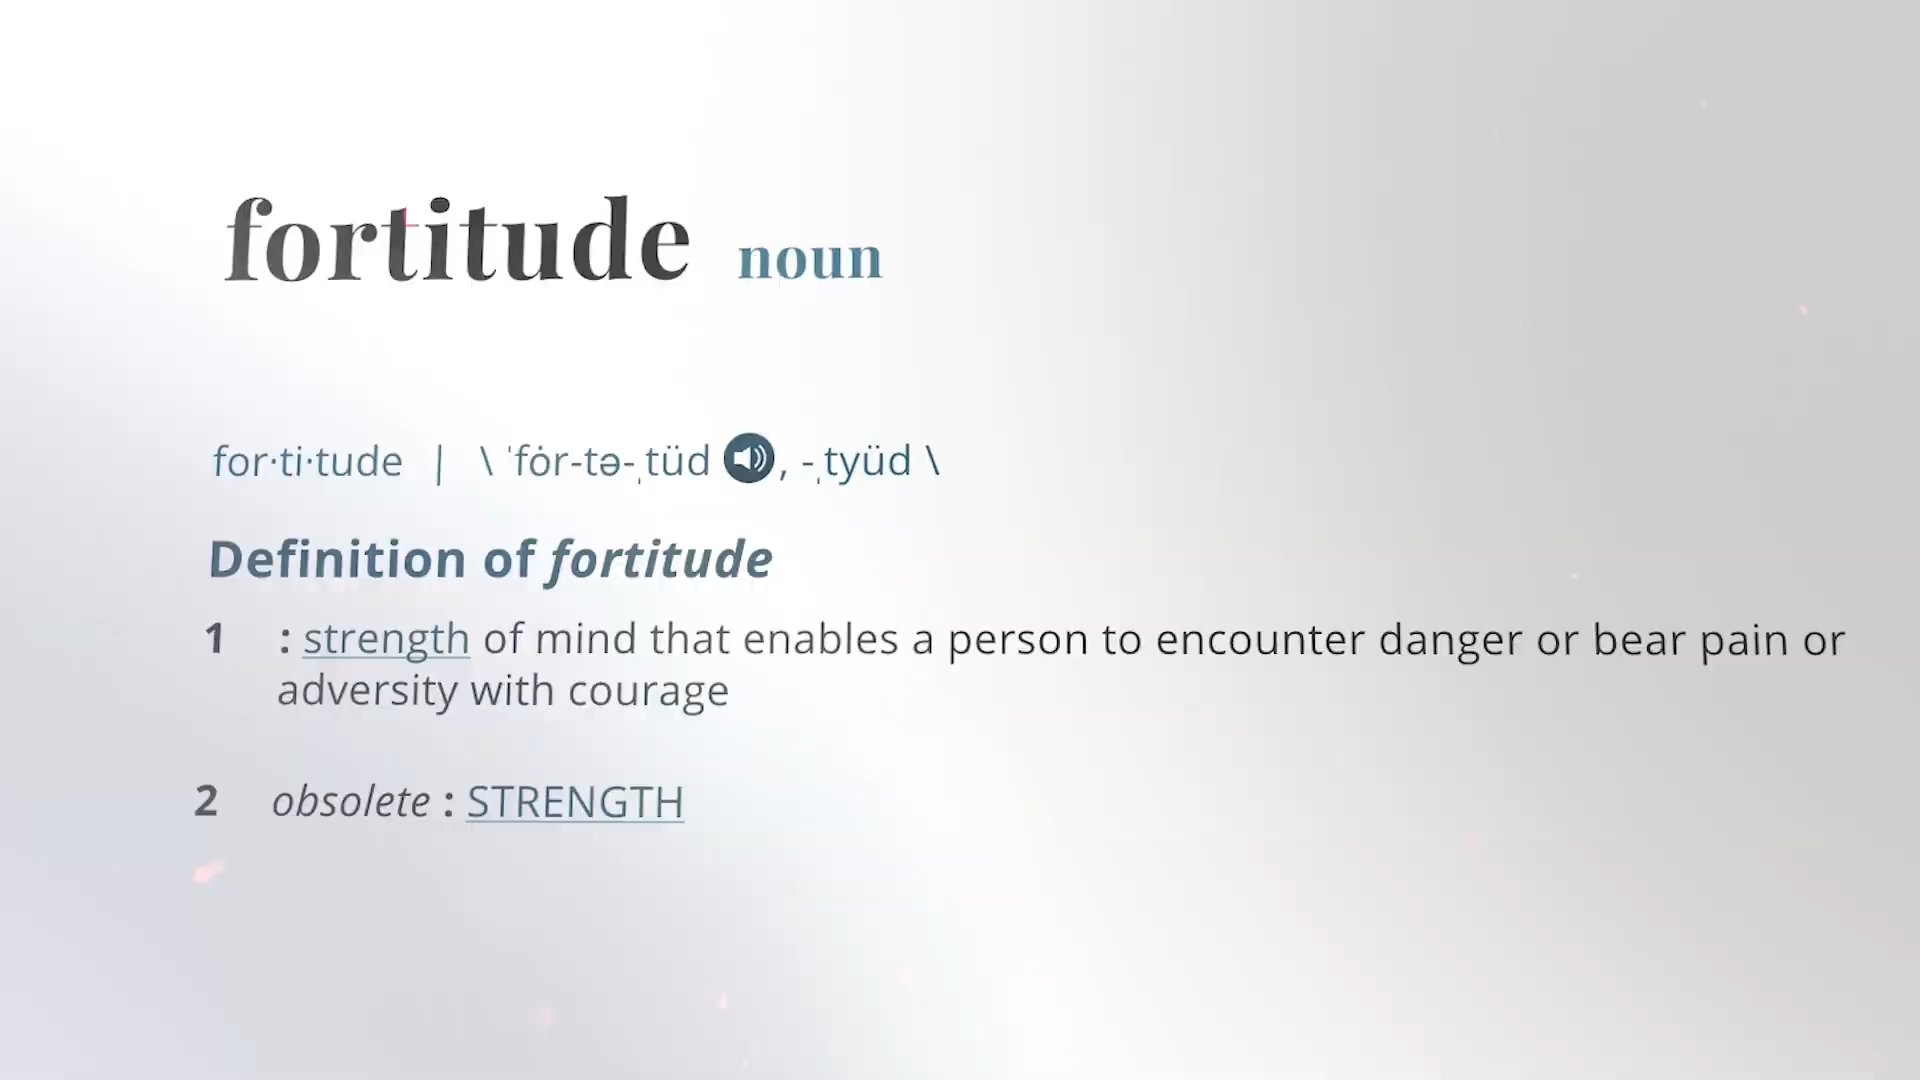 fortitude noun
for·ti·tude | \ ˈfȯr-tə-ˌtüd , -ˌtyüd \
Definition of fortitude
1 : strength of mind that enables a person to encounter danger or bear pain or
adversity with courage
2 obsolete : STRENGTH